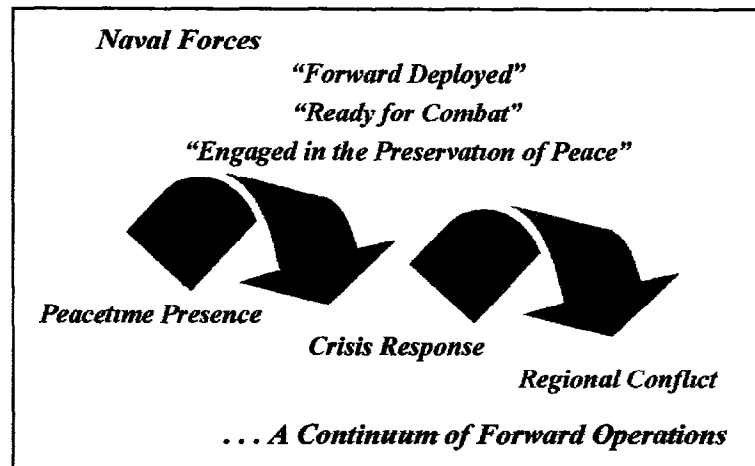 Naval Forces
“Forward Deployed”
“Ready for Combat”
“Engaged in the Preservation of Peace”
Peacetime Presence
Crisis Response
Regional Conflict
. . . A Continuum of Forward Operations